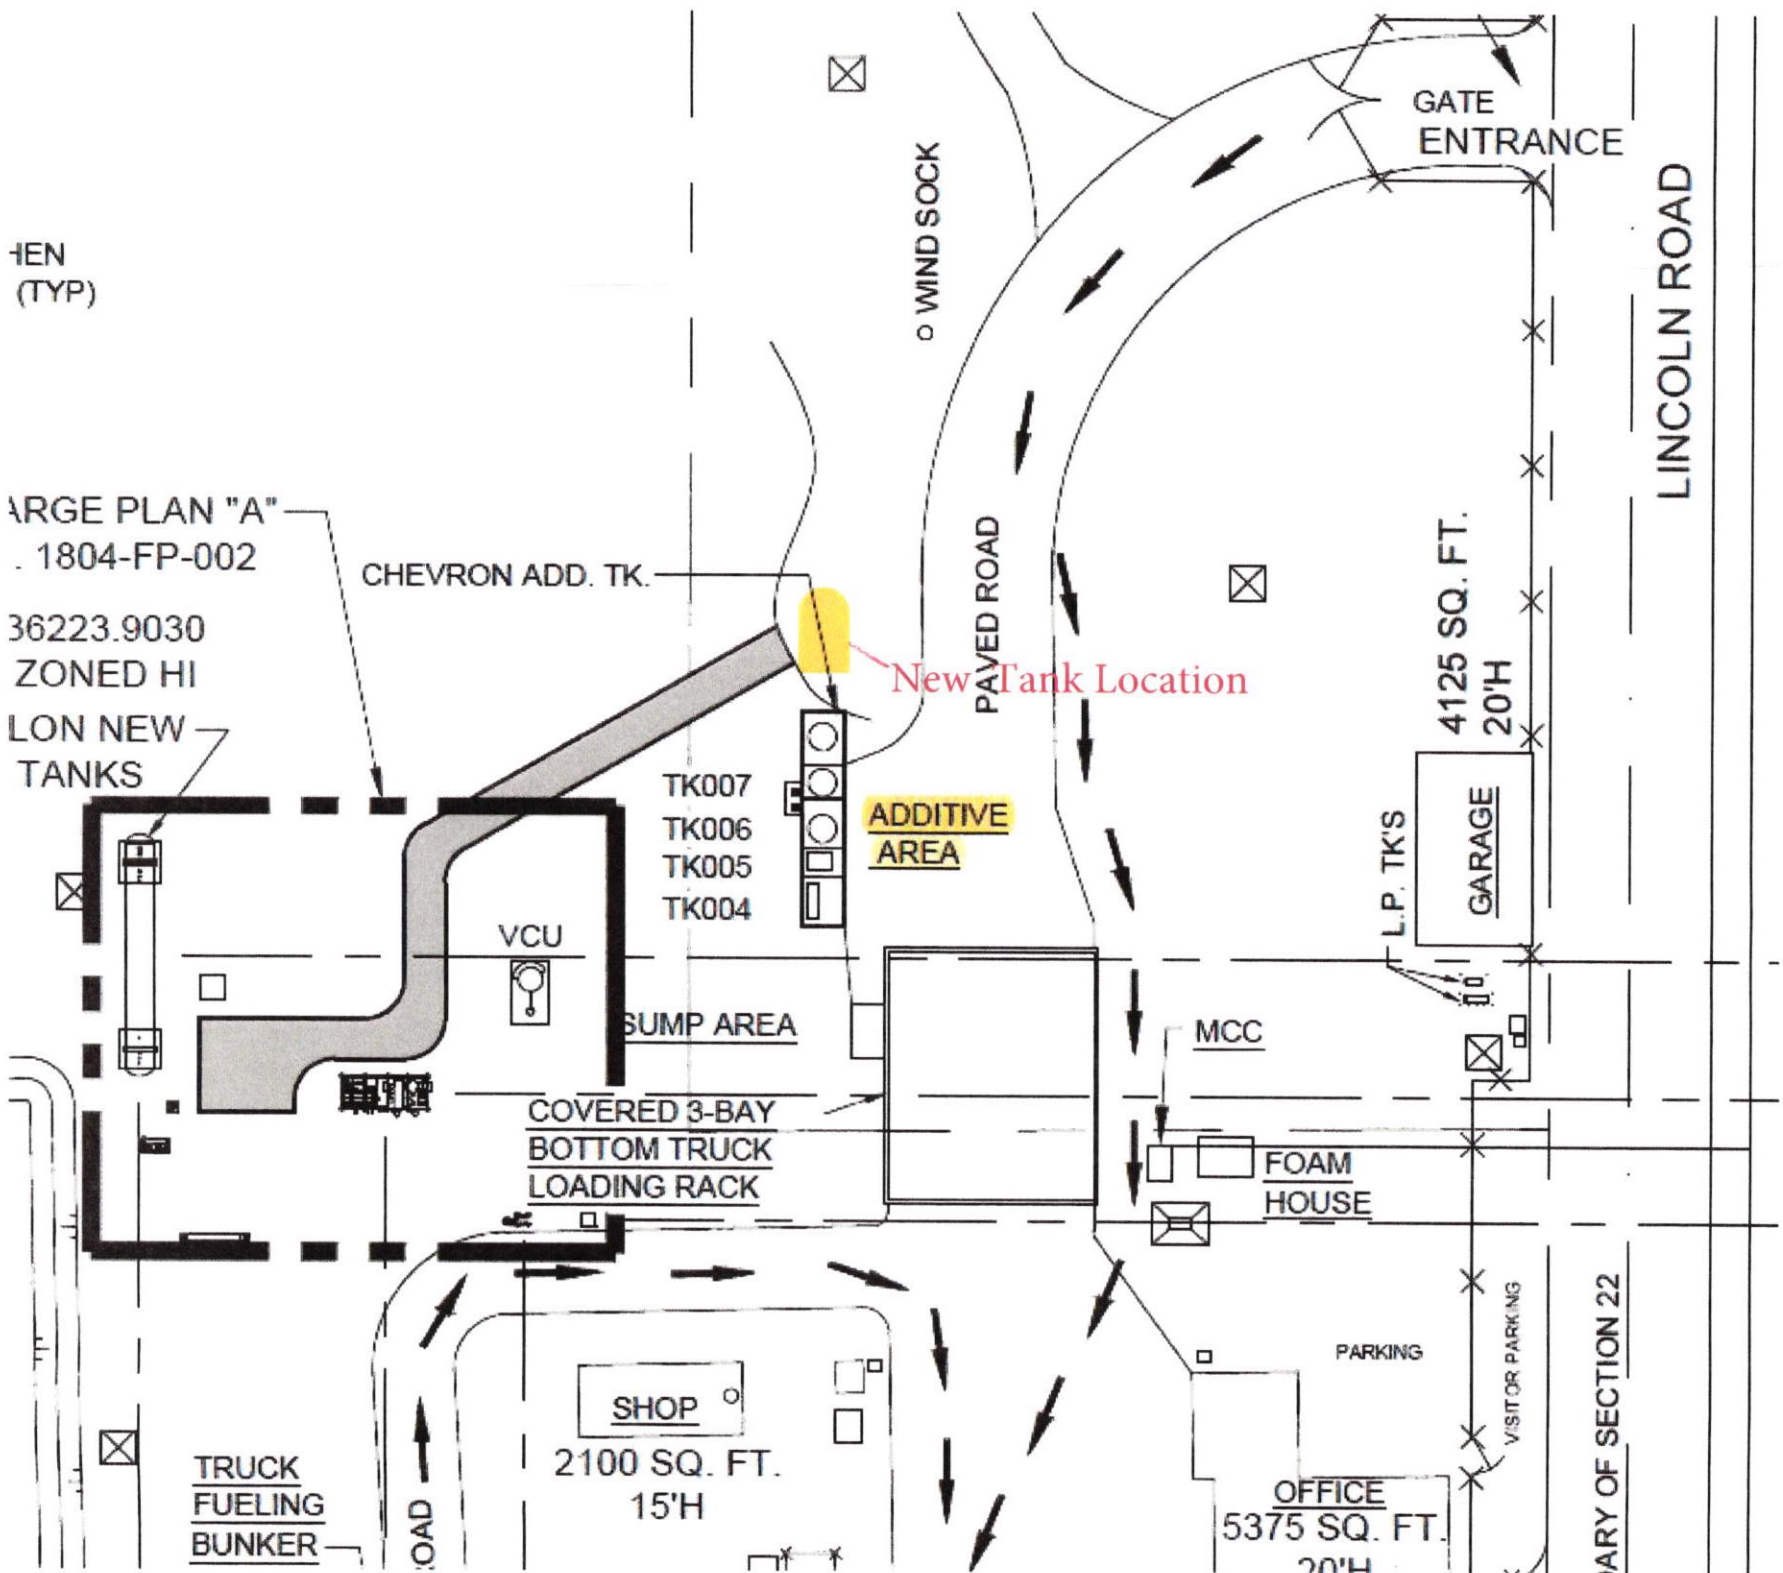 GATE
ENTRANCE
WIND SOCK
LINCOLN ROAD
HEN
(TYP)
ARGE PLAN "A"
. 1804-FP-002
36223.9030
ZONED HI
LON NEW
TANKS
CHEVRON ADD. TK.
New Tank Location
PAVED ROAD
4125 SQ. FT.
20'H
GARAGE
L.P. TK'S
TK007
TK006
TK005
TK004
ADDITIVE
AREA
VCU
SUMP AREA
MCC
COVERED 3-BAY
BOTTOM TRUCK
LOADING RACK
FOAM
HOUSE
PARKING
VISITOR PARKING
DARY OF SECTION 22
SHOP
2100 SQ. FT.
15'H
TRUCK
FUELING
BUNKER
OAD
OFFICE
5375 SQ. FT.
20'H